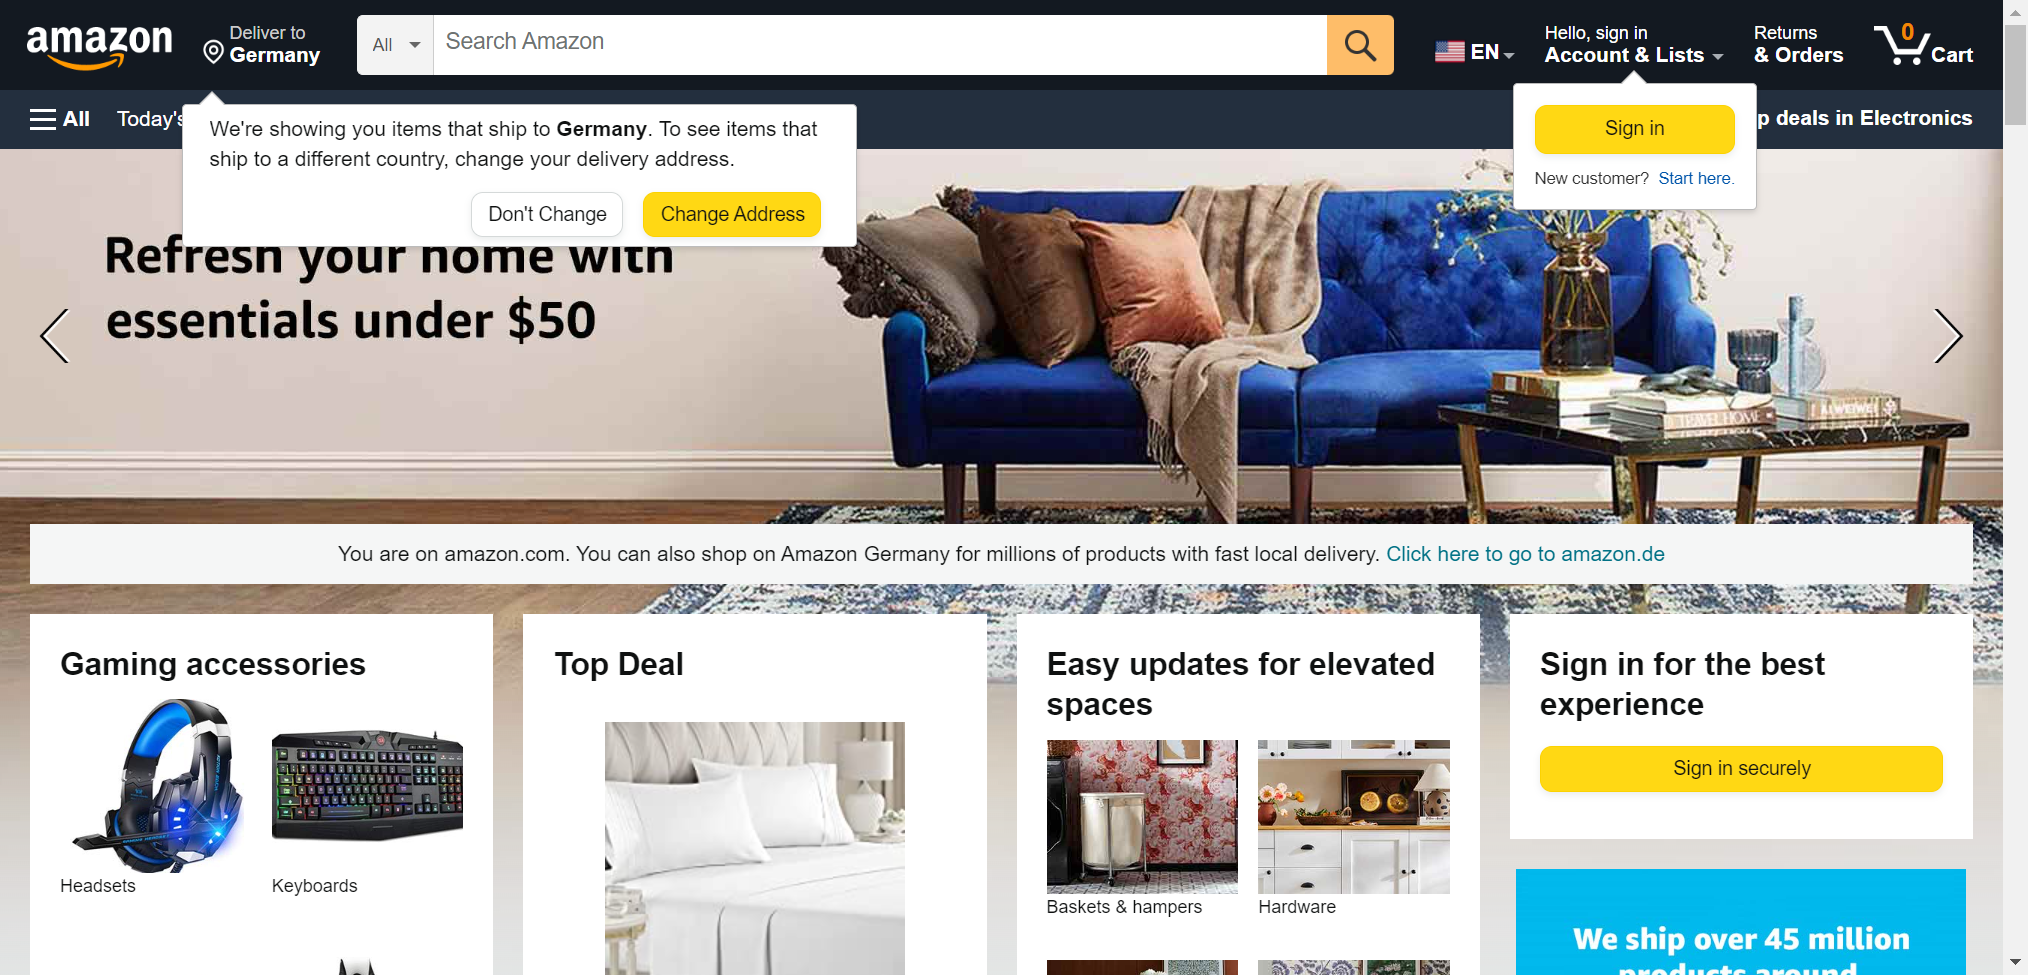 amazon
Deliver to
Germany
All
Search Amazon
EN
Hello, sign in
Account & Lists
Returns
& Orders
0
Cart
All
Today's
p deals in Electronics
We're showing you items that ship to Germany. To see items that
ship to a different country, change your delivery address.
Don't Change
Change Address
Sign in
New customer? Start here.
Refresh your home with
essentials under $50
TRAVEL HOME
AI WEIWEI
You are on amazon.com. You can also shop on Amazon Germany for millions of products with fast local delivery. Click here to go to amazon.de
Gaming accessories
Headsets
Keyboards
Top Deal
Easy updates for elevated
spaces
Baskets & hampers
Hardware
Sign in for the best
experience
Sign in securely
We ship over 45 million
products around